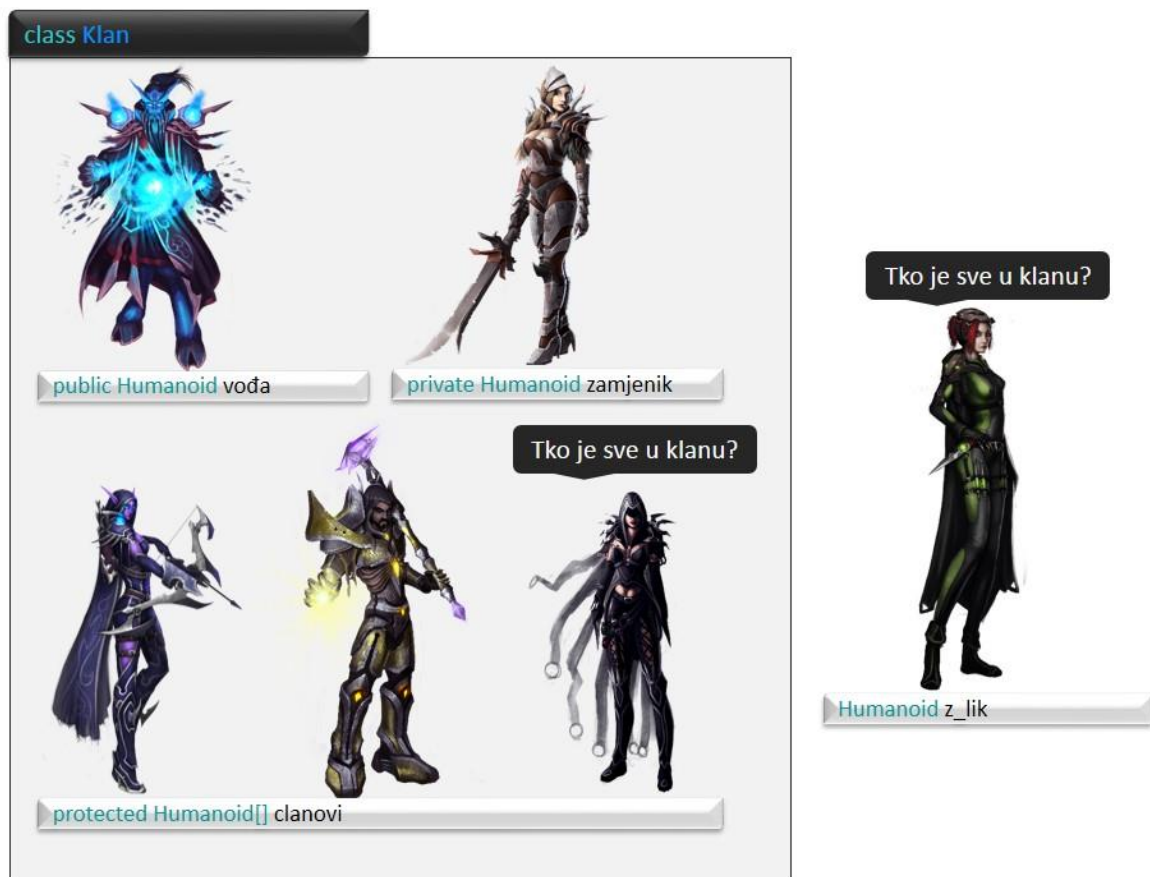 class Klan
public Humanoid vođa
private Humanoid zamjenik
Tko je sve u klanu?
protected Humanoid[] clanovi
Tko je sve u klanu?
Humanoid z_lik